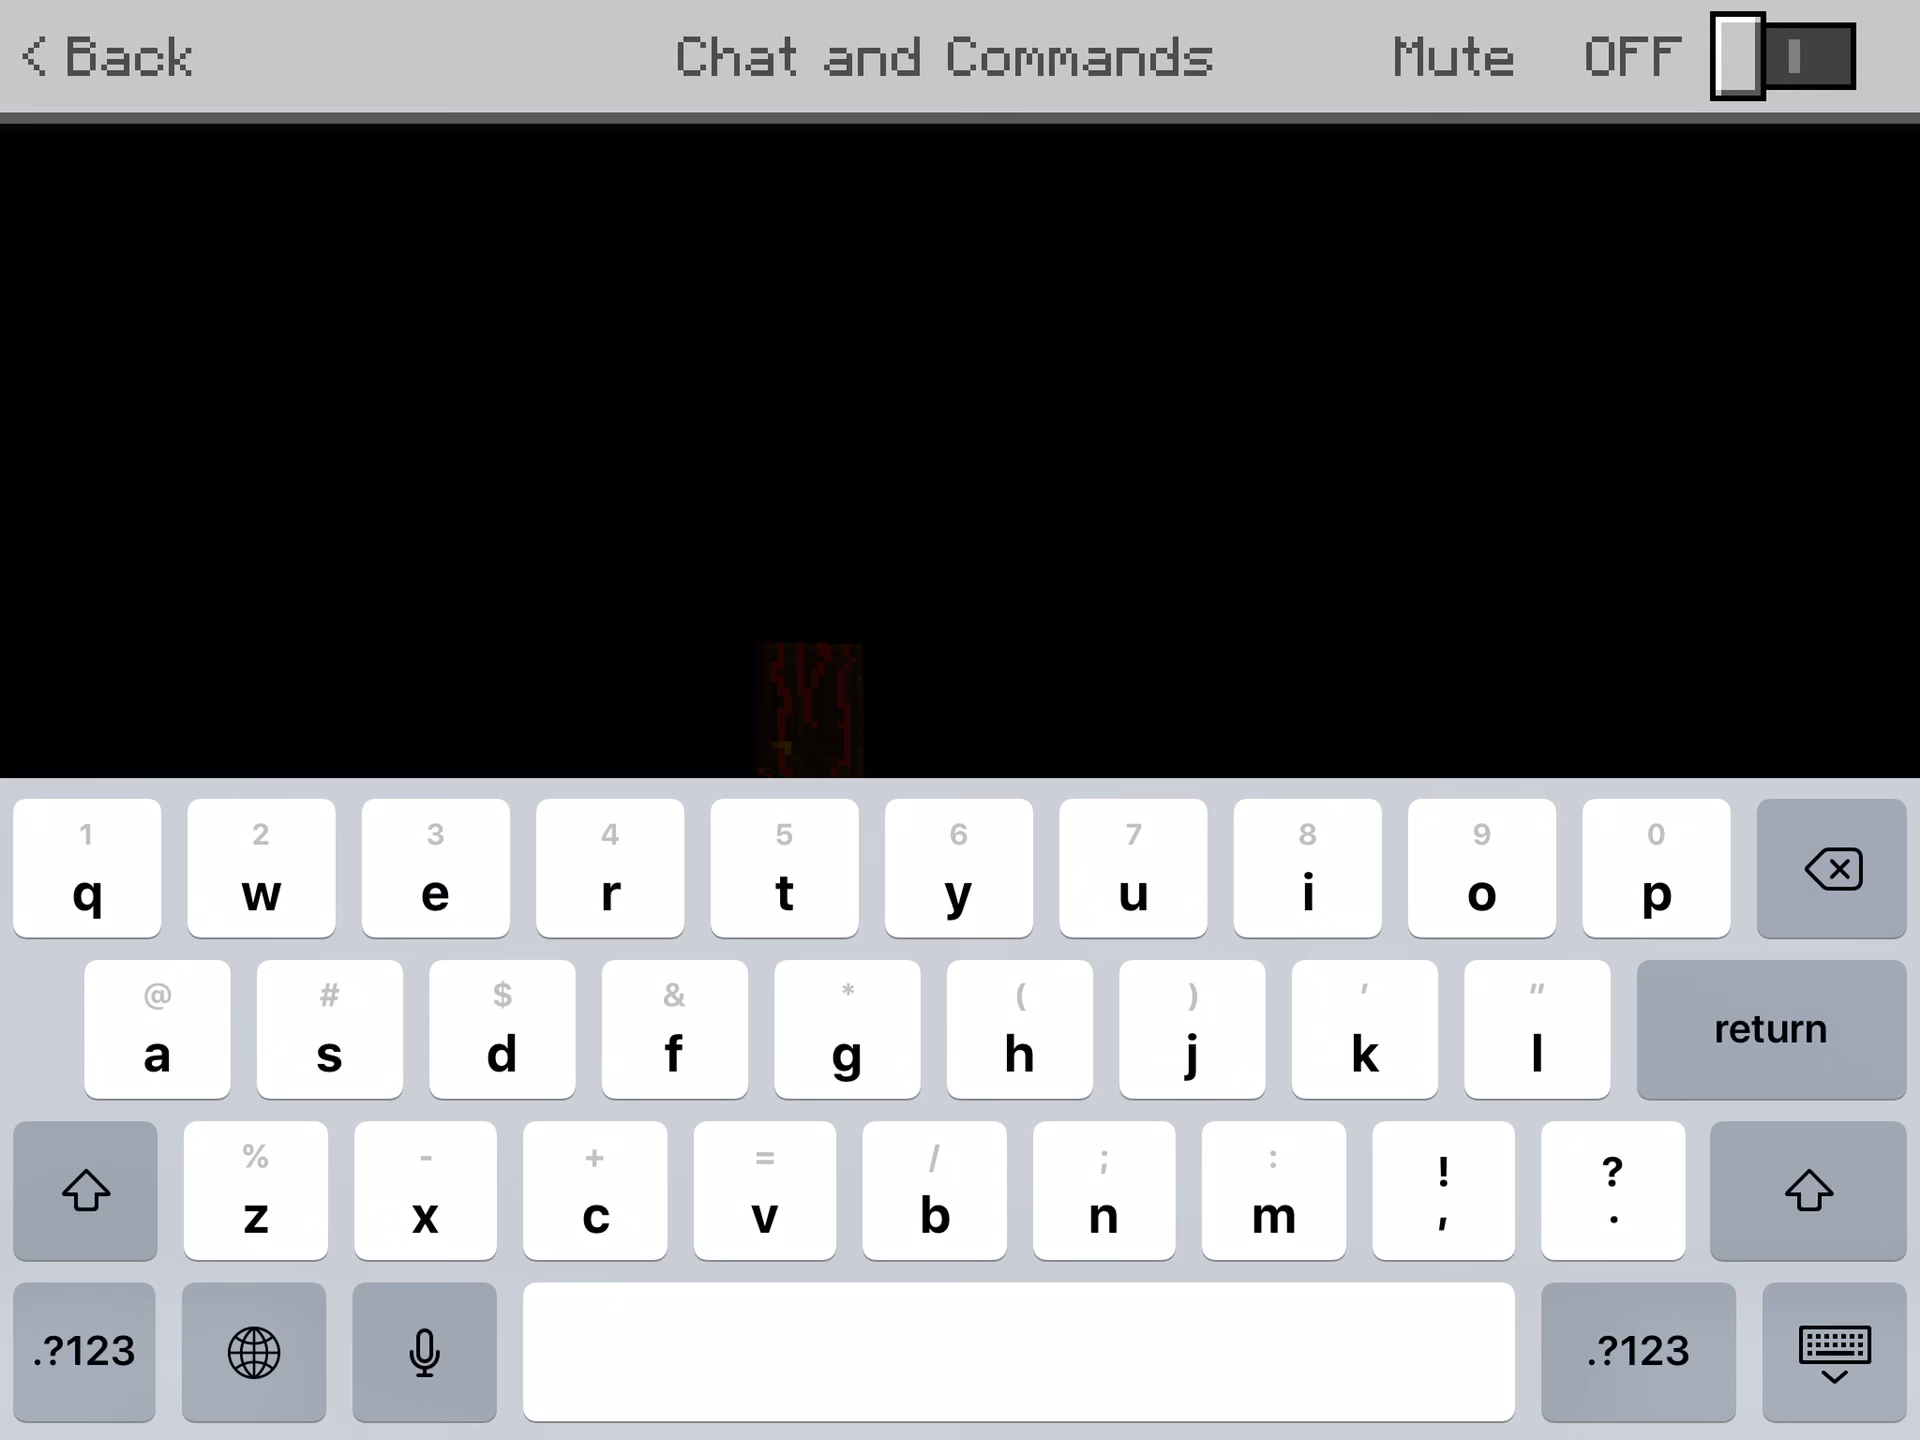 < Back Chat and Commands Mute OFF
1 2 3 4 5 6 7 8 9 0
q w e r t y u i o p
@ # $ & * ( ) ' "
a s d f g h j k l return
% - + = / ; : ! ?
z x c v b n m , .
.?123 .?123